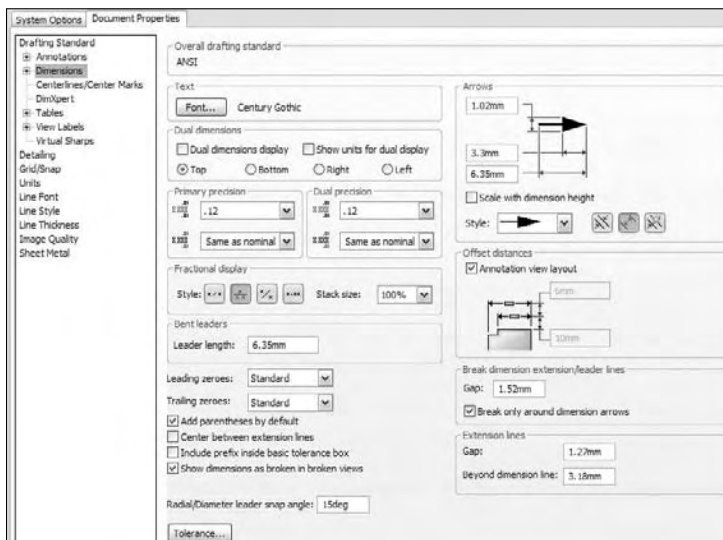 System Options
Document Properties
Drafting Standard
Annotations
Dimensions
Centerlines/Center Marks
DimXpert
Tables
View Labels
Virtual Sharps
Detailing
Grid/Snap
Units
Line Font
Line Style
Line Thickness
Image Quality
Sheet Metal
Overall drafting standard
ANSI
Text
Font...
Century Gothic
Dual dimensions
Dual dimensions display
Show units for dual display
Top
Bottom
Right
Left
Primary precision
.12
Same as nominal
Dual precision
.12
Same as nominal
Fractional display
Style:
Stack size:
100%
Bent leaders
Leader length:
6.35mm
Leading zeroes:
Standard
Trailing zeroes:
Standard
Add parentheses by default
Center between extension lines
Include prefix inside basic tolerance box
Show dimensions as broken in broken views
Radial/Diameter leader snap angle:
15deg
Tolerance...
Arrows
1.02mm
3.3mm
6.35mm
Scale with dimension height
Style:
Offset distances
Annotation view layout
6mm
10mm
Break dimension extension/leader lines
Gap:
1.52mm
Break only around dimension arrows
Extension lines
Gap:
1.27mm
Beyond dimension line:
3.18mm